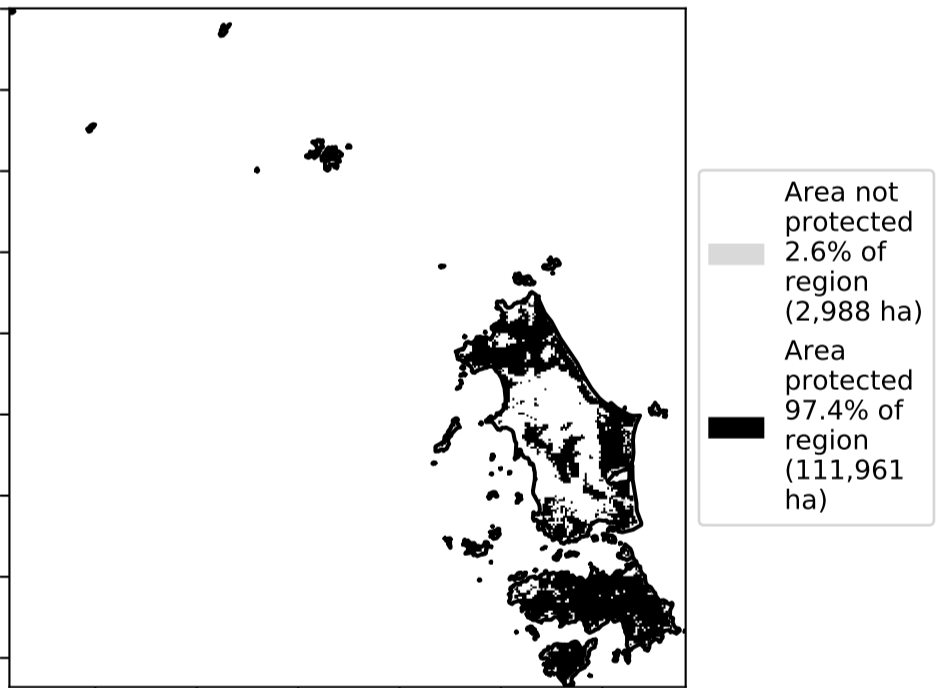 Area not
protected
2.6% of
region
(2,988 ha)
Area
protected
97.4% of
region
(111,961
ha)